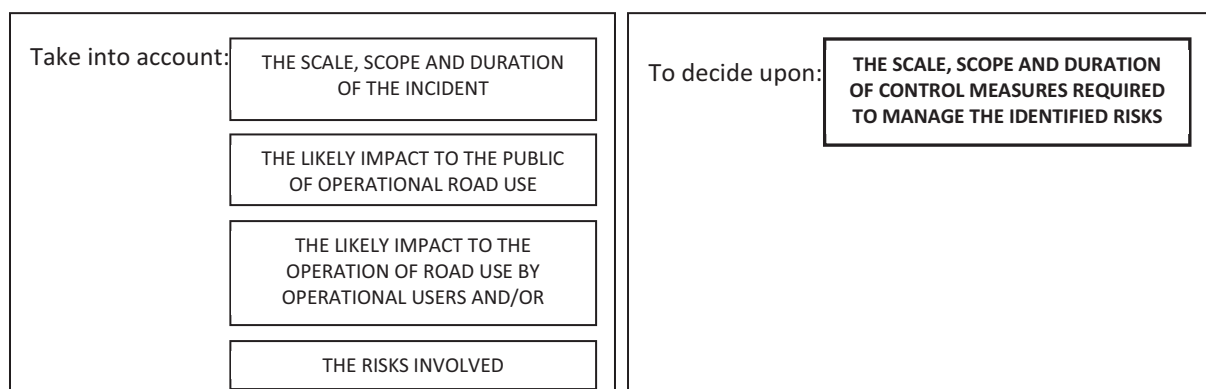 Take into account:
THE SCALE, SCOPE AND DURATION
OF THE INCIDENT
THE LIKELY IMPACT TO THE PUBLIC
OF OPERATIONAL ROAD USE
THE LIKELY IMPACT TO THE
OPERATION OF ROAD USE BY
OPERATIONAL USERS AND/OR
THE RISKS INVOLVED
To decide upon:
THE SCALE, SCOPE AND DURATION
OF CONTROL MEASURES REQUIRED
TO MANAGE THE IDENTIFIED RISKS